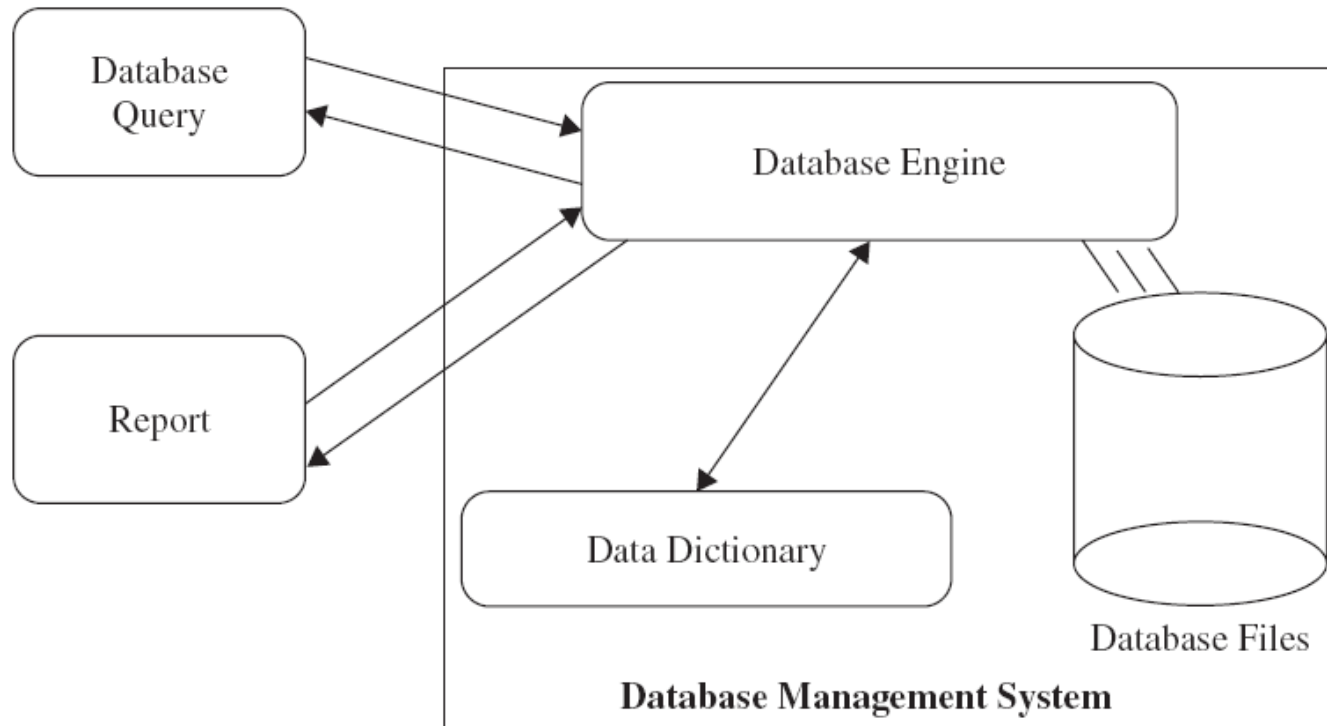 Database
Query
Database Engine
Report
Data Dictionary
Database Files
Database Management System